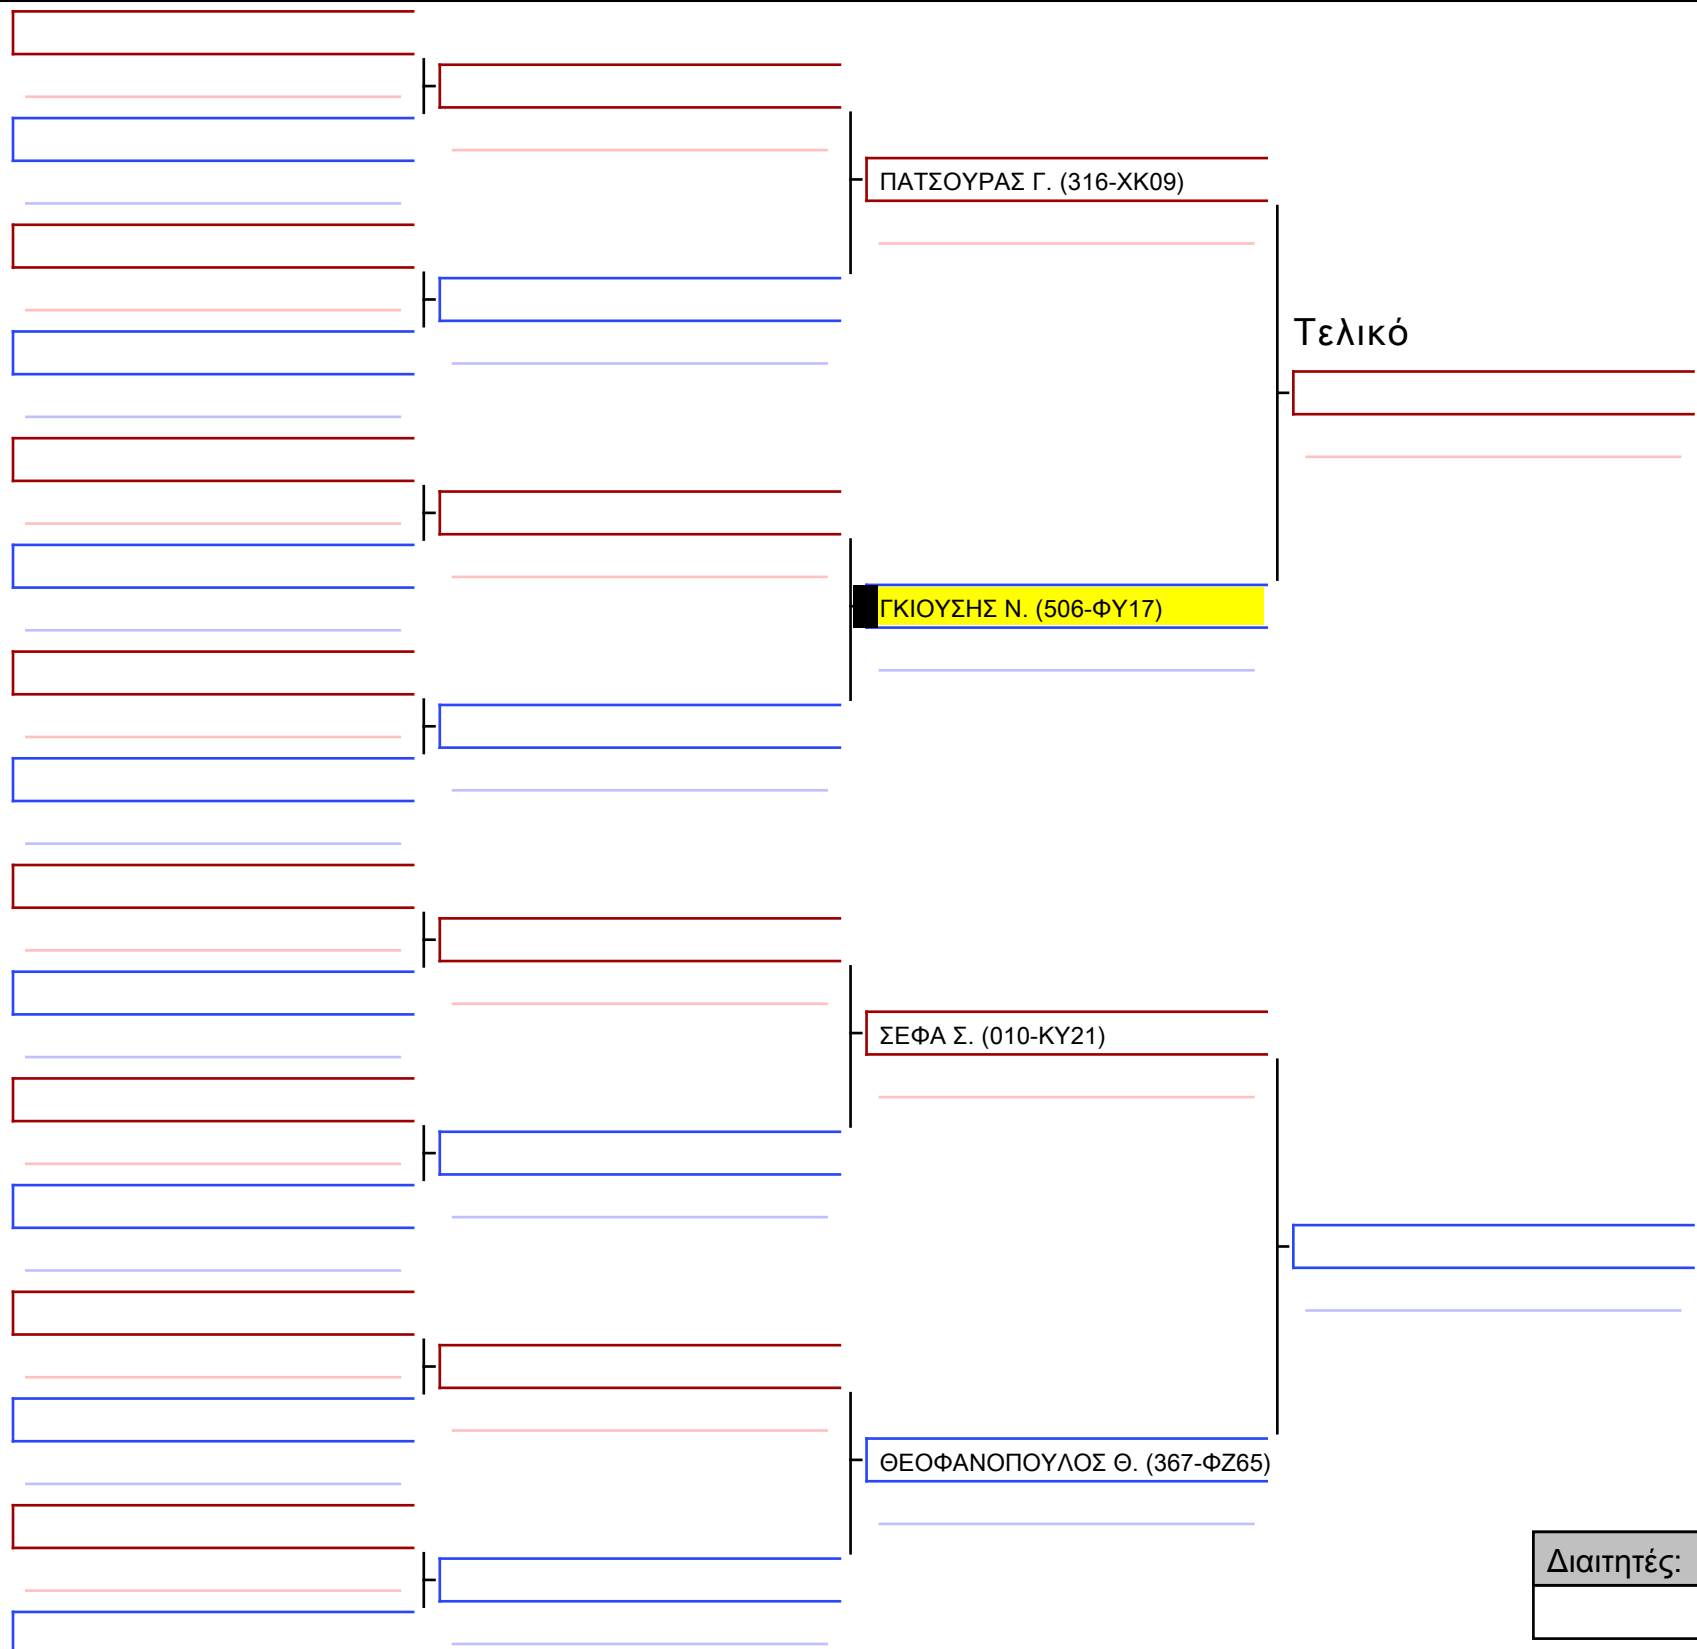 ΠΑΤΣΟΥΡΑΣ Γ. (316-ΧΚ09)
Τελικό
ΓΚΙΟΥΣΗΣ Ν. (506-ΦΥ17)
ΣΕΦΑ Σ. (010-ΚΥ21)
ΘΕΟΦΑΝΟΠΟΥΛΟΣ Θ. (367-ΦΖ65)
Διαιτητές: